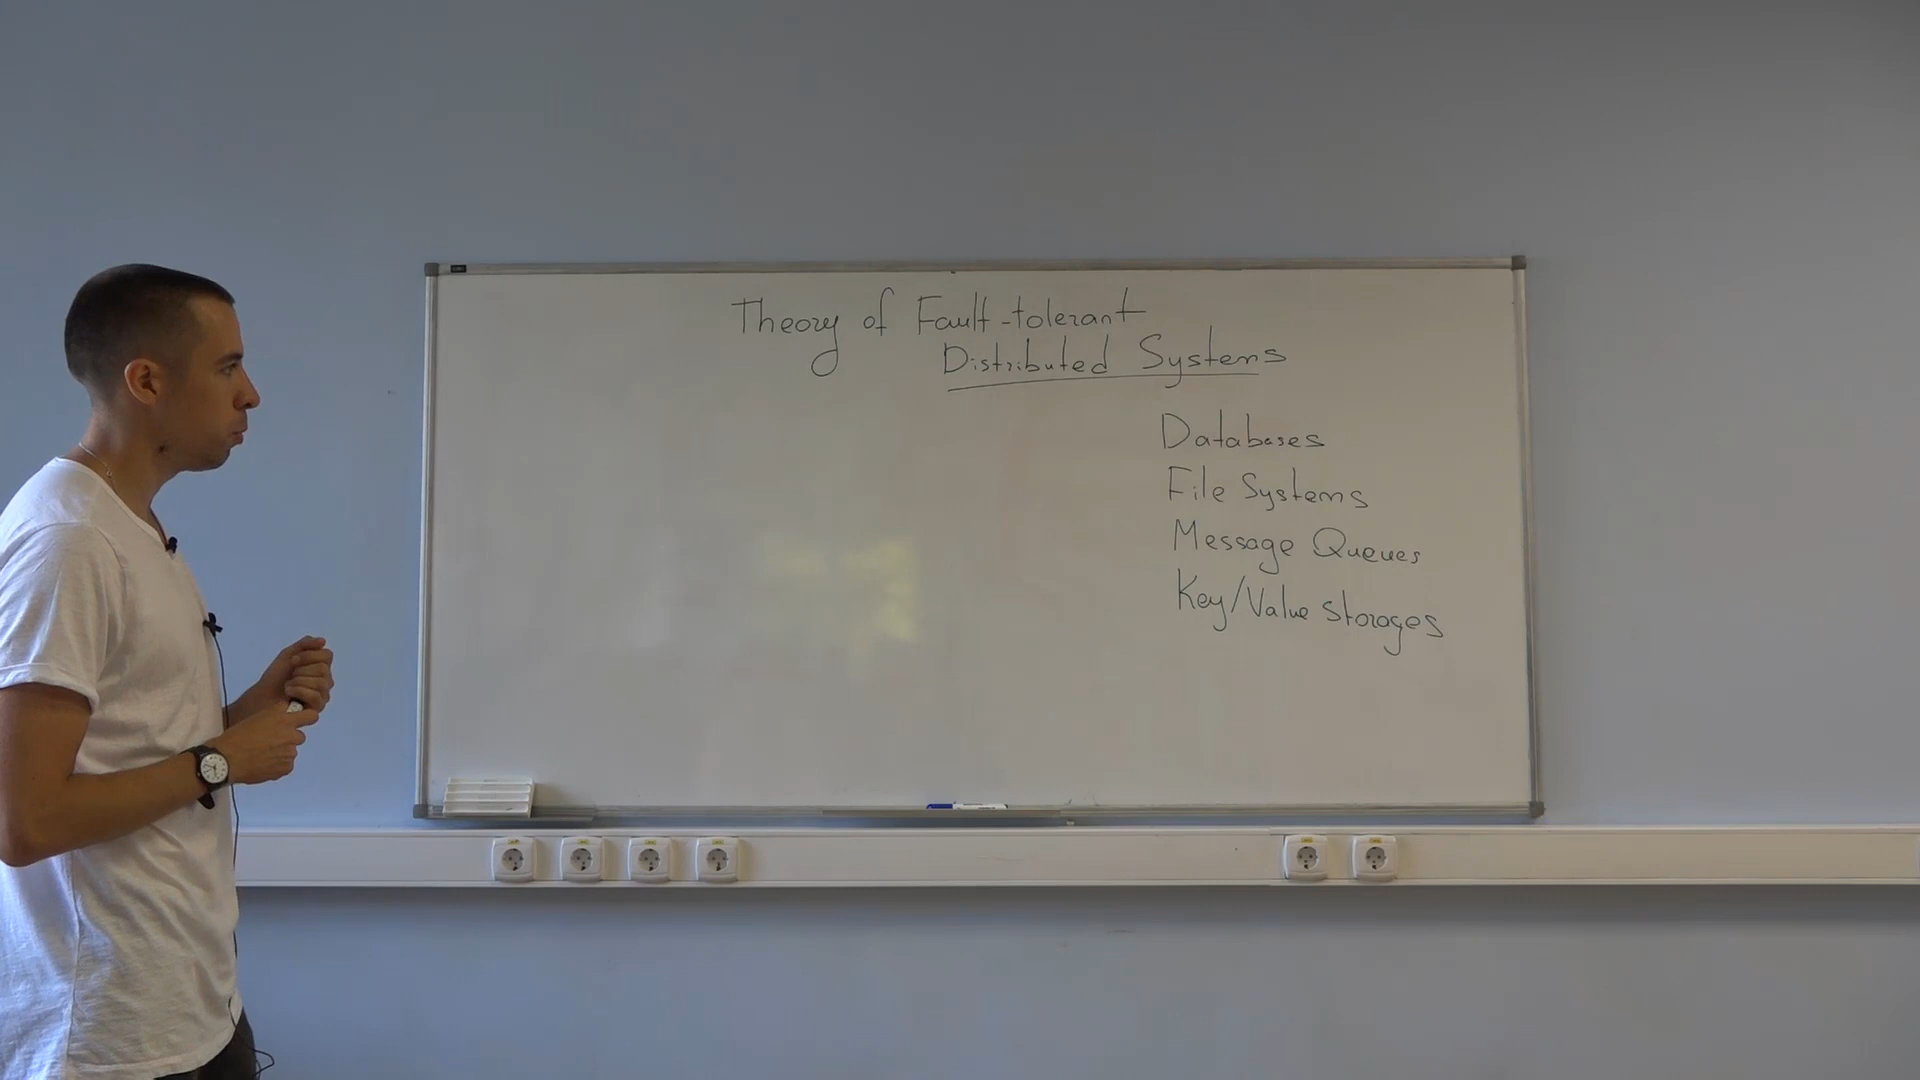 Theory of Fault-tolerant
Distributed Systems
Databases
File Systems
Message Queues
Key/Value storages